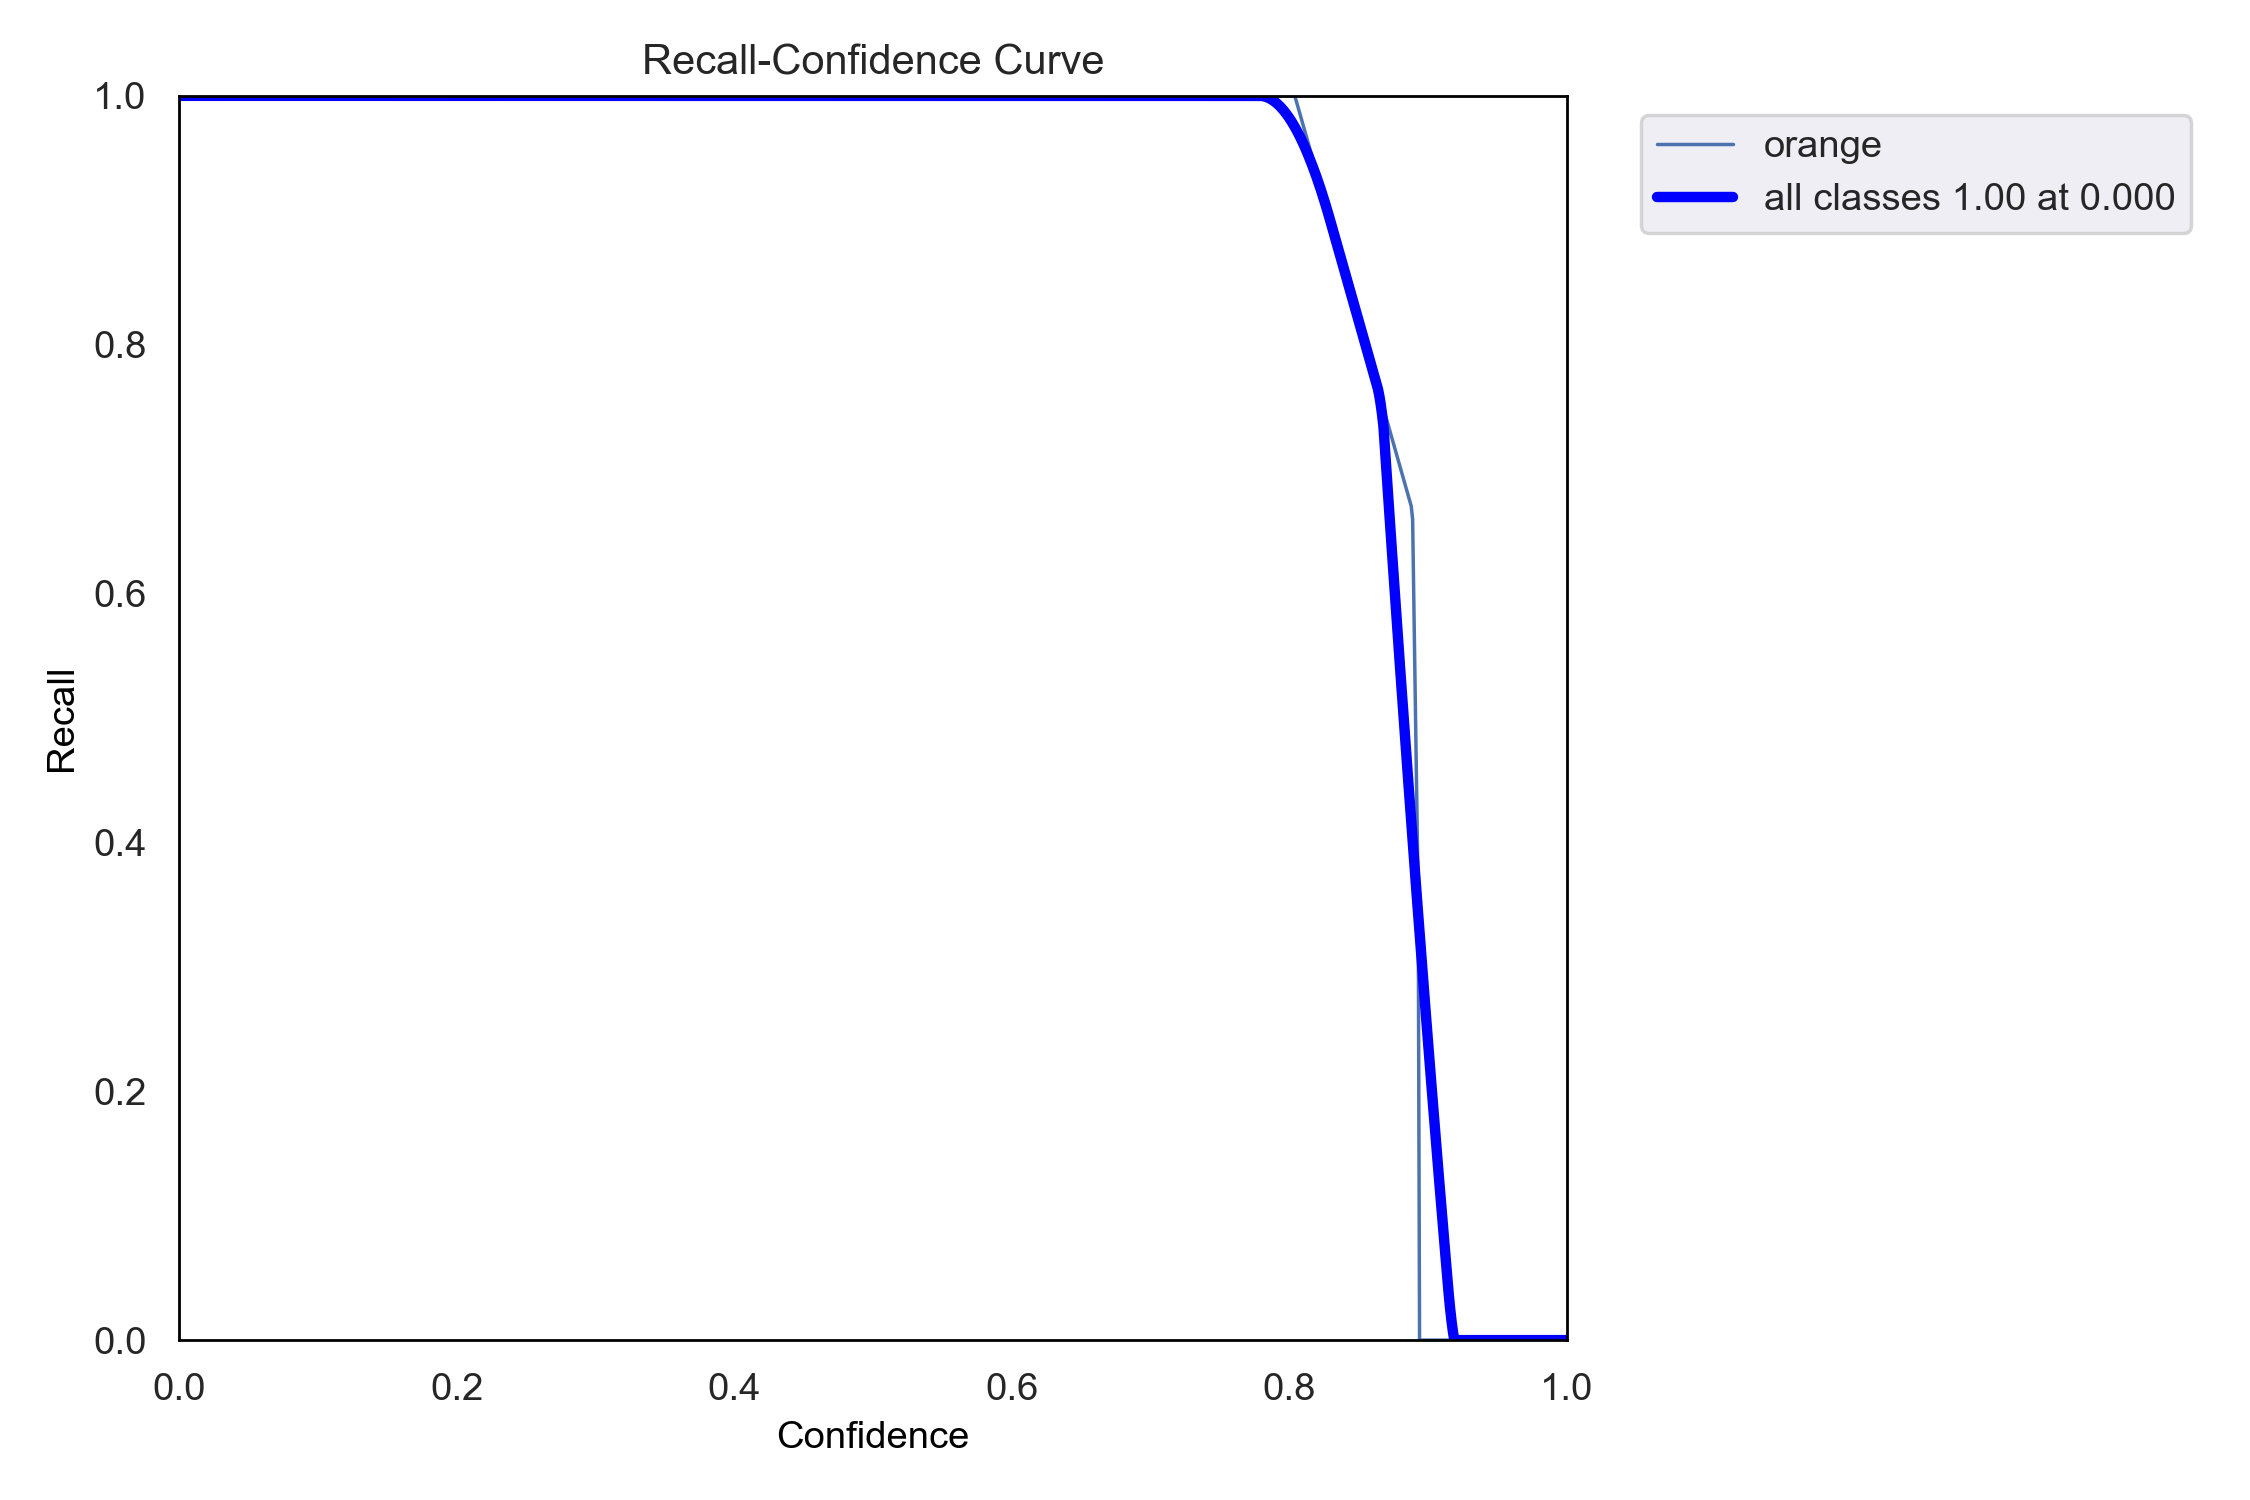 Recall-Confidence Curve
orange
all classes 1.00 at 0.000
1.0
0.8
0.6
0.4
0.2
0.0
Recall
0.0 0.2 0.4 0.6 0.8 1.0
Confidence